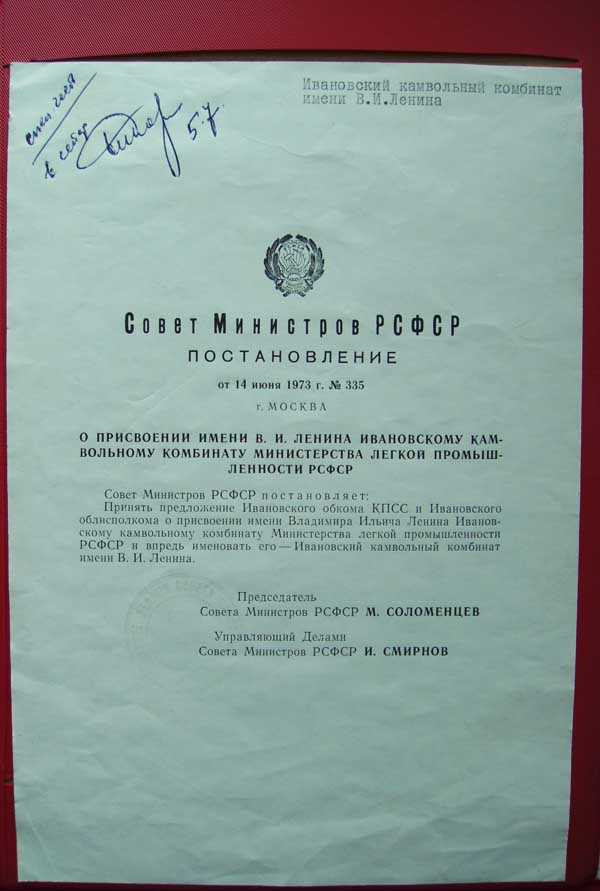 Ивановский камвольный комбинат
имени В.И.Ленина
5.7
Совет Министров РСФСР
ПОСТАНОВЛЕНИЕ
от 14 июня 1973 г. № 335
г. МОСКВА
О ПРИСВОЕНИИ ИМЕНИ В. И. ЛЕНИНА ИВАНОВСКОМУ КАМ-
ВОЛЬНОМУ КОМБИНАТУ МИНИСТЕРСТВА ЛЕГКОЙ ПРОМЫШ-
ЛЕННОСТИ РСФСР
Совет Министров РСФСР постановляет:
Принять предложение Ивановского обкома КПСС и Ивановского
облисполкома о присвоении имени Владимира Ильича Ленина Иванов-
скому камвольному комбинату Министерства легкой промышленности
РСФСР и впредь именовать его — Ивановский камвольный комбинат
имени В. И. Ленина.
Председатель
Совета Министров РСФСР М. СОЛОМЕНЦЕВ
Управляющий Делами
Совета Министров РСФСР И. СМИРНОВ